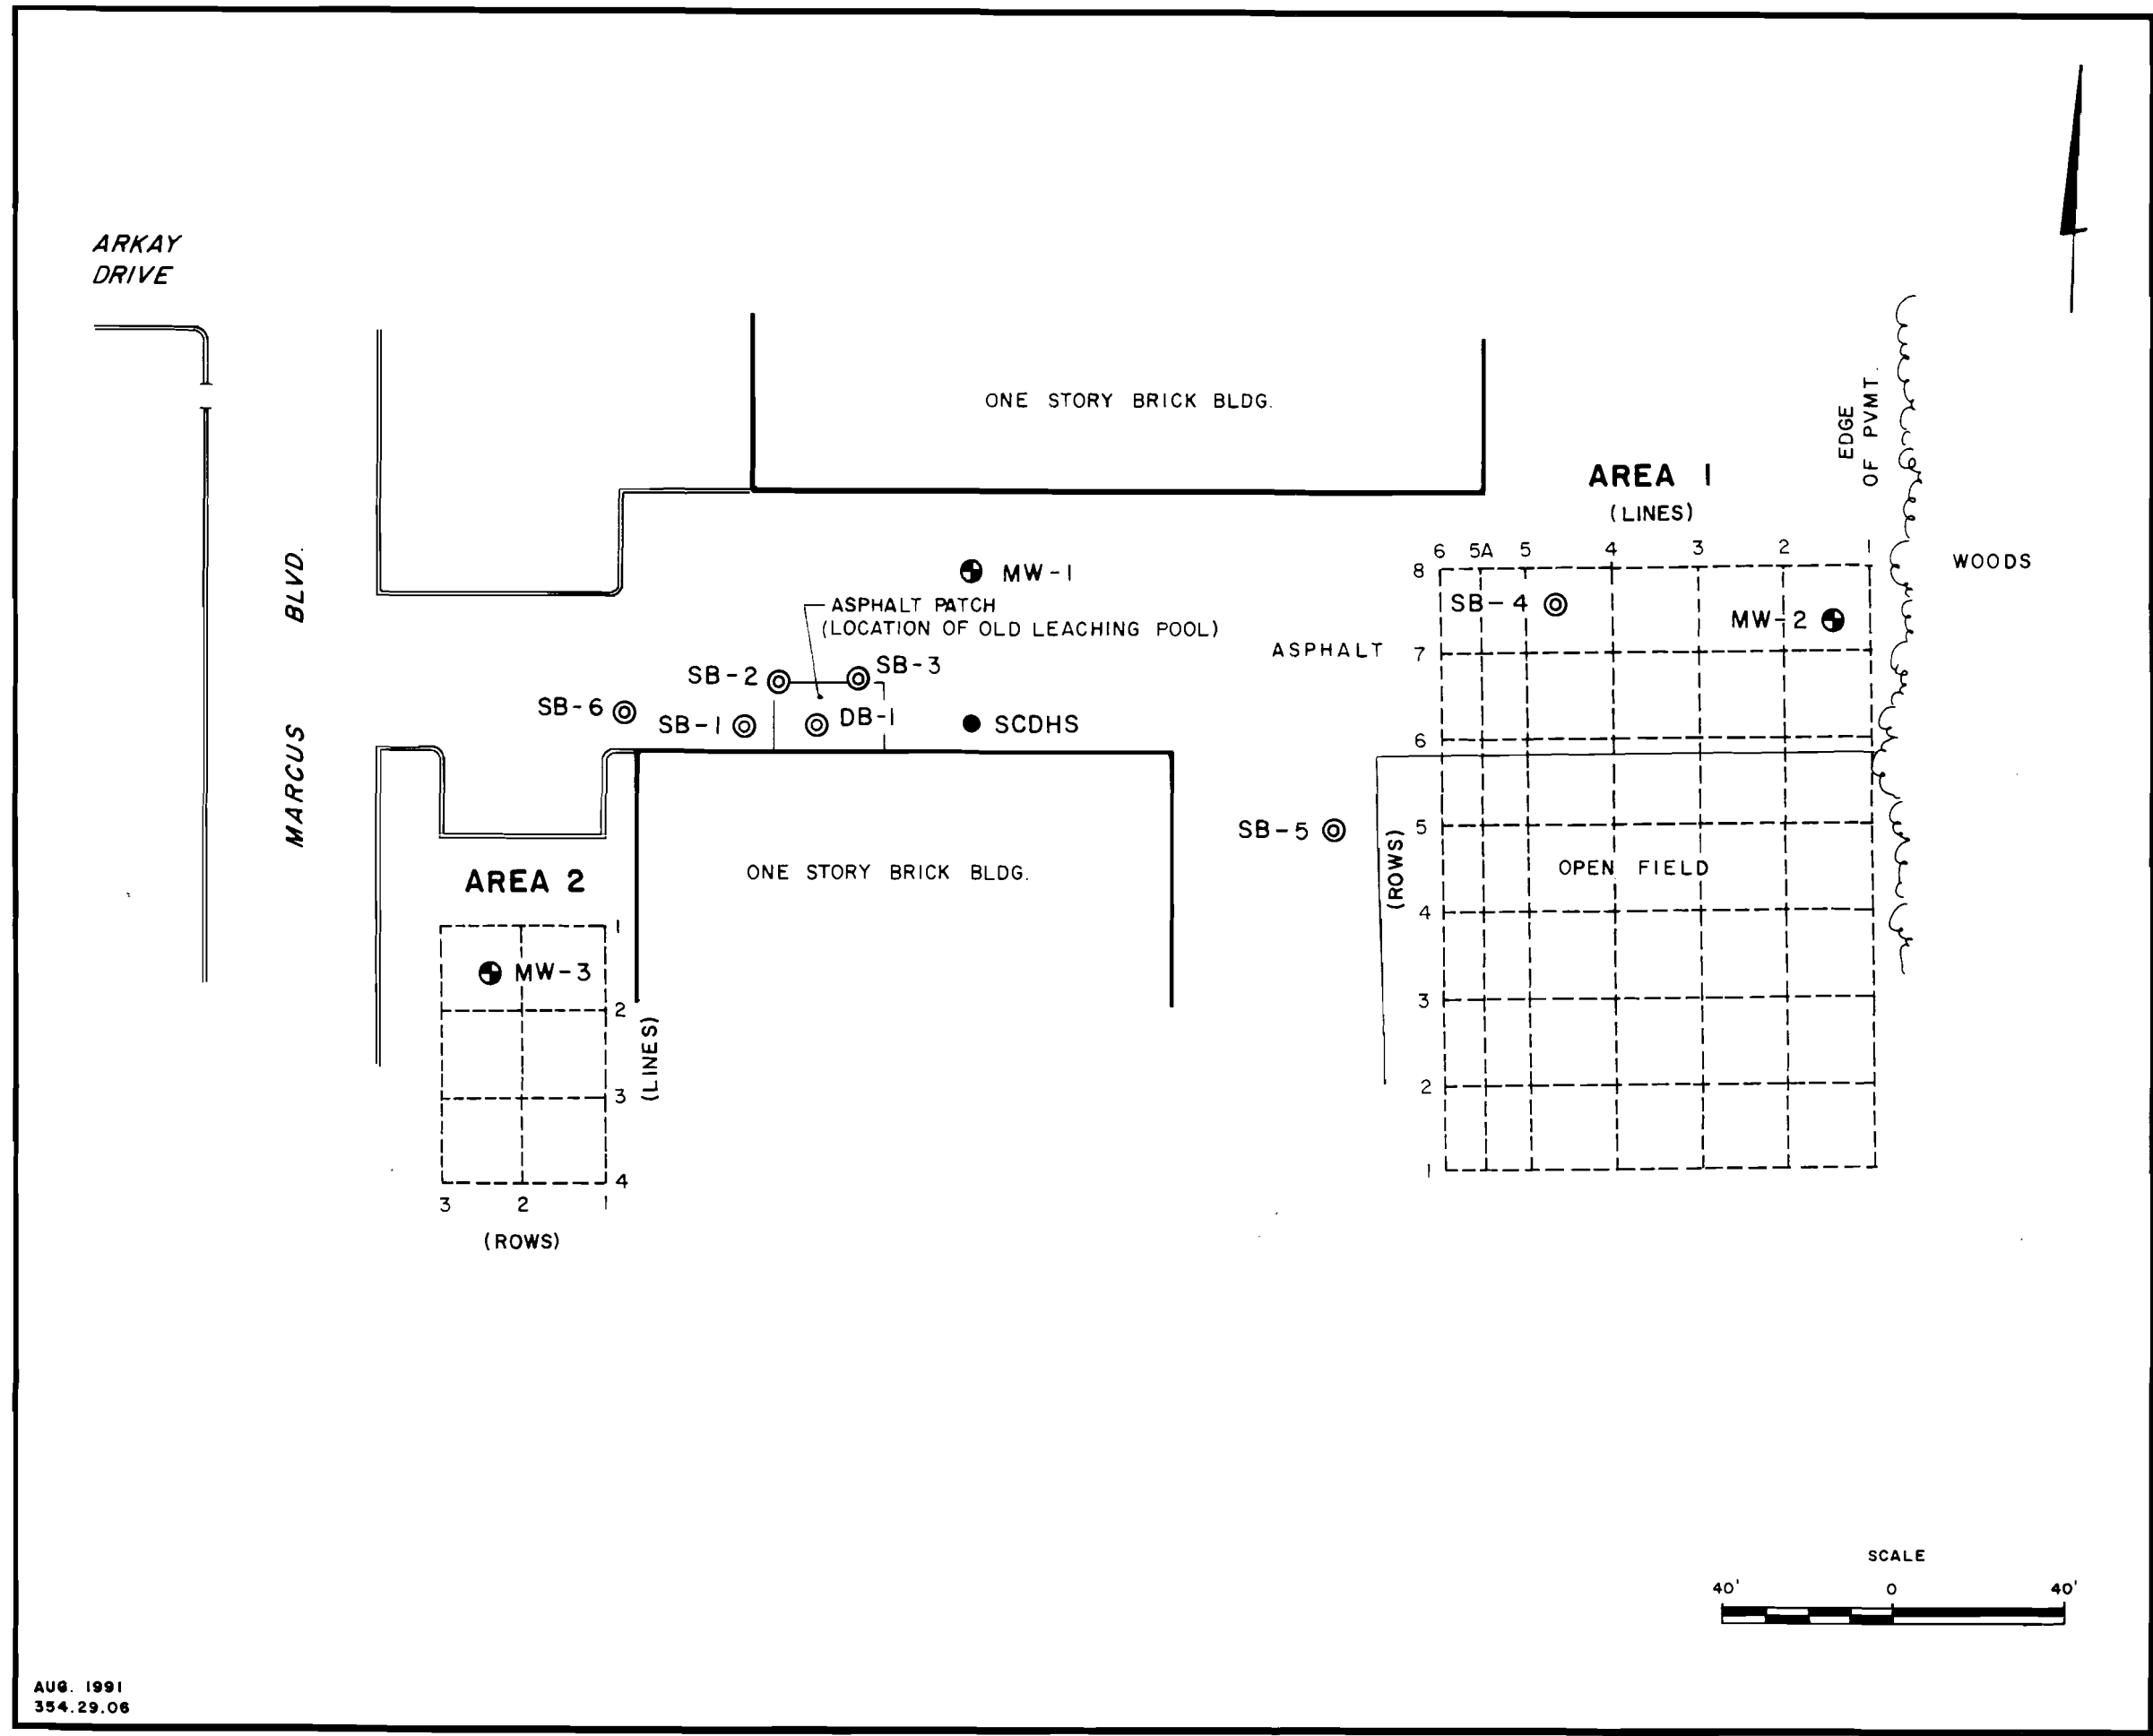 ARKAY
DRIVE
ONE STORY BRICK BLDG.
EDGE
OF PVMT.
AREA 1
(LINES)
6 5A 5 4 3 2 1
WOODS
8
MW-1
ASPHALT PATCH
(LOCATION OF OLD LEACHING POOL)
SB-4
MW-2
ASPHALT
7
SB-2
SB-3
SB-6
SB-1
DB-1
SCDHS
6
MARCUS BLVD.
SB-5
5
(ROWS)
OPEN FIELD
ONE STORY BRICK BLDG.
AREA 2
4
1
MW-3
3
2
(LINES)
2
3
1
4
3 2 1
(ROWS)
SCALE
40' 0 40'
AUG. 1991
354.29.06